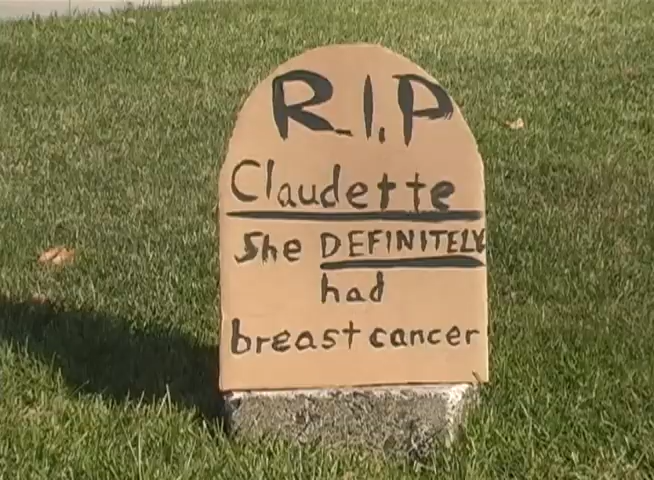 R.I.P
Claudette
She DEFINITELY
had
breast cancer